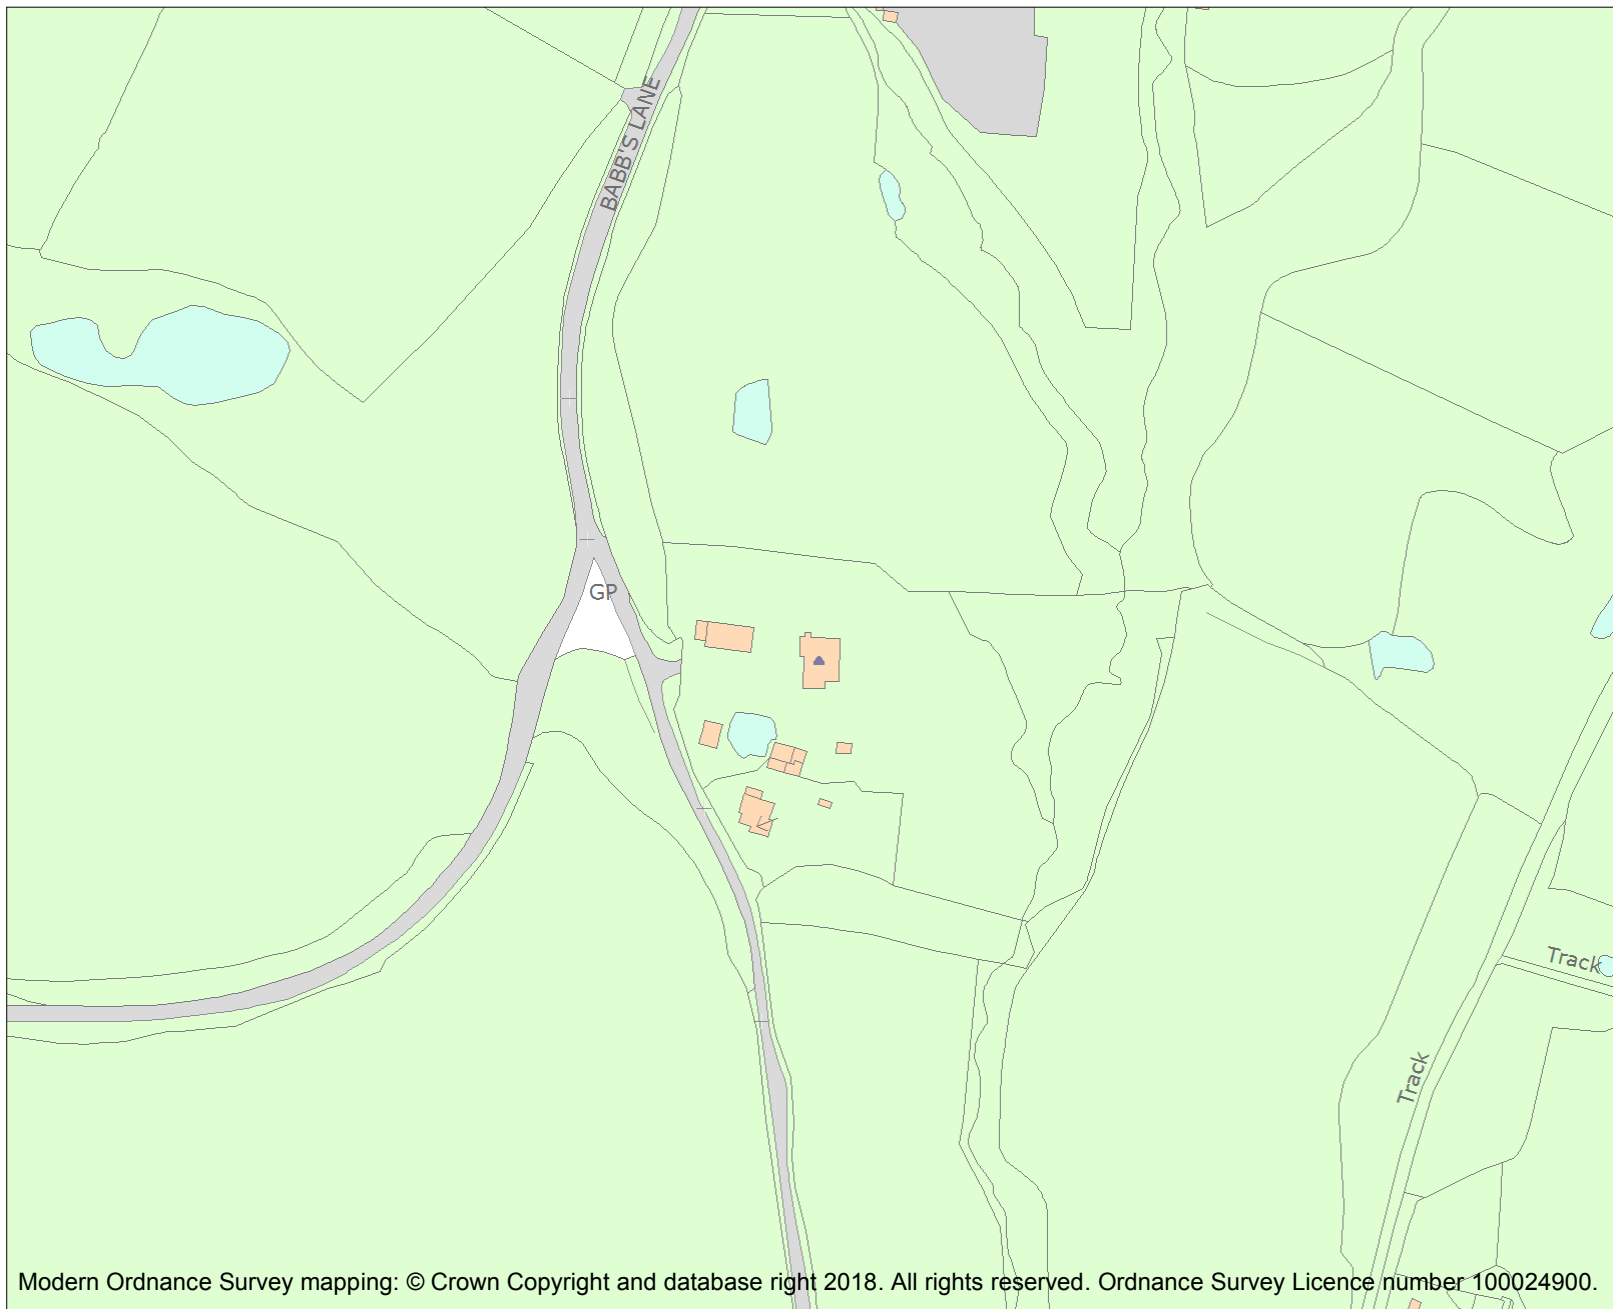 BABB'S LANE
GP
Track
Track
Modern Ordnance Survey mapping: © Crown Copyright and database right 2018. All rights reserved. Ordnance Survey Licence number 100024900.